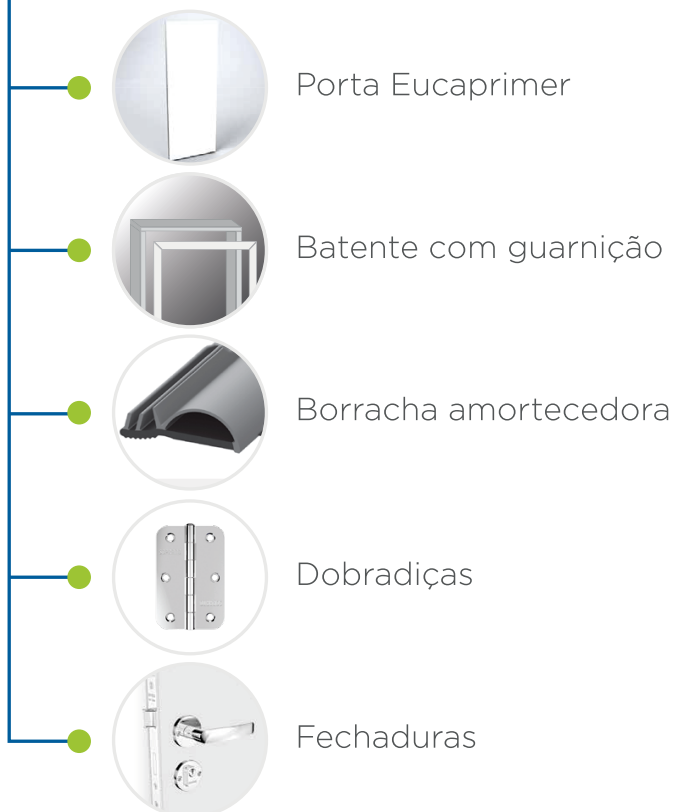 Porta Eucaprimer
Batente com guarnição
Borracha amortecedora
Dobradiças
Fechaduras